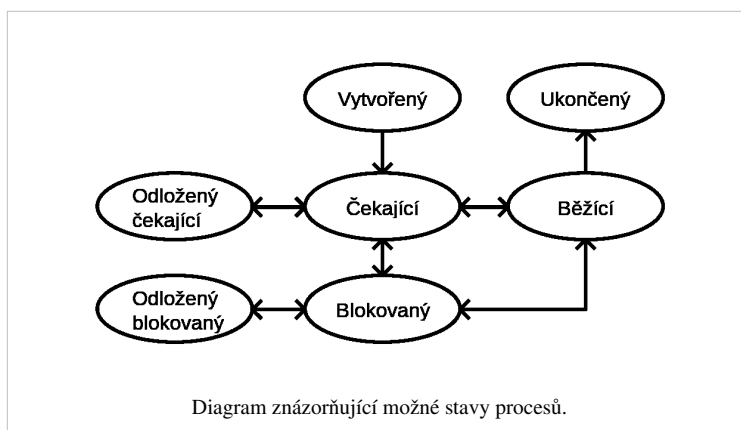 Vytvořený
Ukončený
Odložený
čekající
Čekající
Běžící
Odložený
blokovaný
Blokovaný
Diagram znázorňující možné stavy procesů.